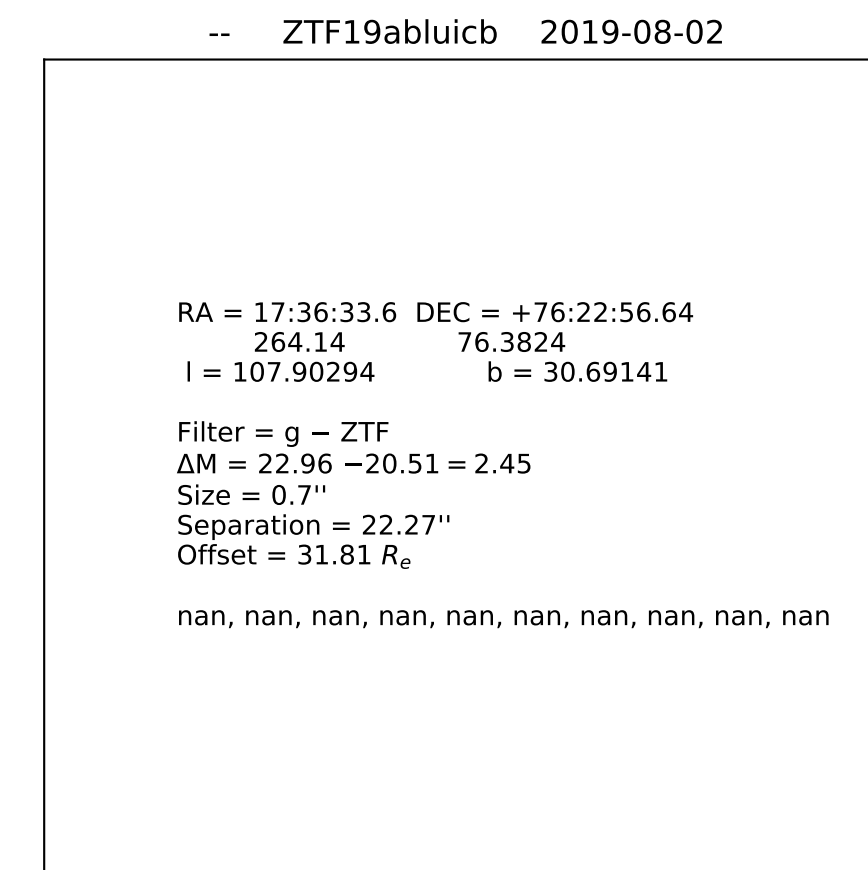 -- ZTF19abluicb 2019-08-02
RA = 17:36:33.6 DEC = +76:22:56.64
264.14 76.3824
l = 107.90294 b = 30.69141
Filter = g − ZTF
ΔM = 22.96 −20.51 = 2.45
Size = 0.7''
Separation = 22.27''
Offset = 31.81 Rₑ
nan, nan, nan, nan, nan, nan, nan, nan, nan, nan